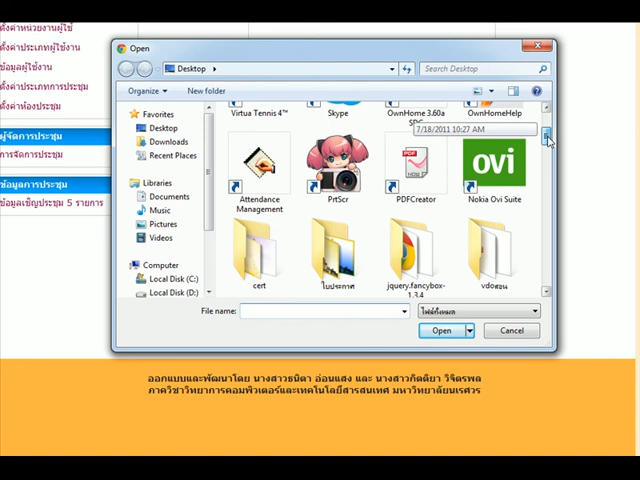 ตั้งค่าหน่วยงานผู้ใช้
ตั้งค่าประเภทผู้ใช้งาน
ข้อมูลผู้ใช้งาน
ตั้งค่าประเภทการประชุม
ตั้งค่าห้องประชุม
ผู้จัดการประชุม
การจัดการประชุม
ข้อมูลการประชุม
ข้อมูลเชิญประชุม 5 รายการ
Open
Desktop
Search Desktop
Organize
New folder
Favorites
Desktop
Downloads
Recent Places
Libraries
Documents
Music
Pictures
Videos
Computer
Local Disk (C:)
Local Disk (D:)
Virtua Tennis 4™
Skype
OwnHome 3.60a
OwnHomeHelp
7/18/2011 10:27 AM
Attendance Management
PrtScr
PDF
PDFCreator
ovi
Nokia Ovi Suite
cert
ใบประกาศ
jquery.fancybox-1.3.4
vdoสอน
File name:
ไฟล์ทั้งหมด
Open
Cancel
ออกแบบและพัฒนาโดย นางสาวธนิดา อ่อนแสง และ นางสาวกิตติยา วิจิตรพล
ภาควิชาวิทยาการคอมพิวเตอร์และเทคโนโลยีสารสนเทศ มหาวิทยาลัยนเรศวร